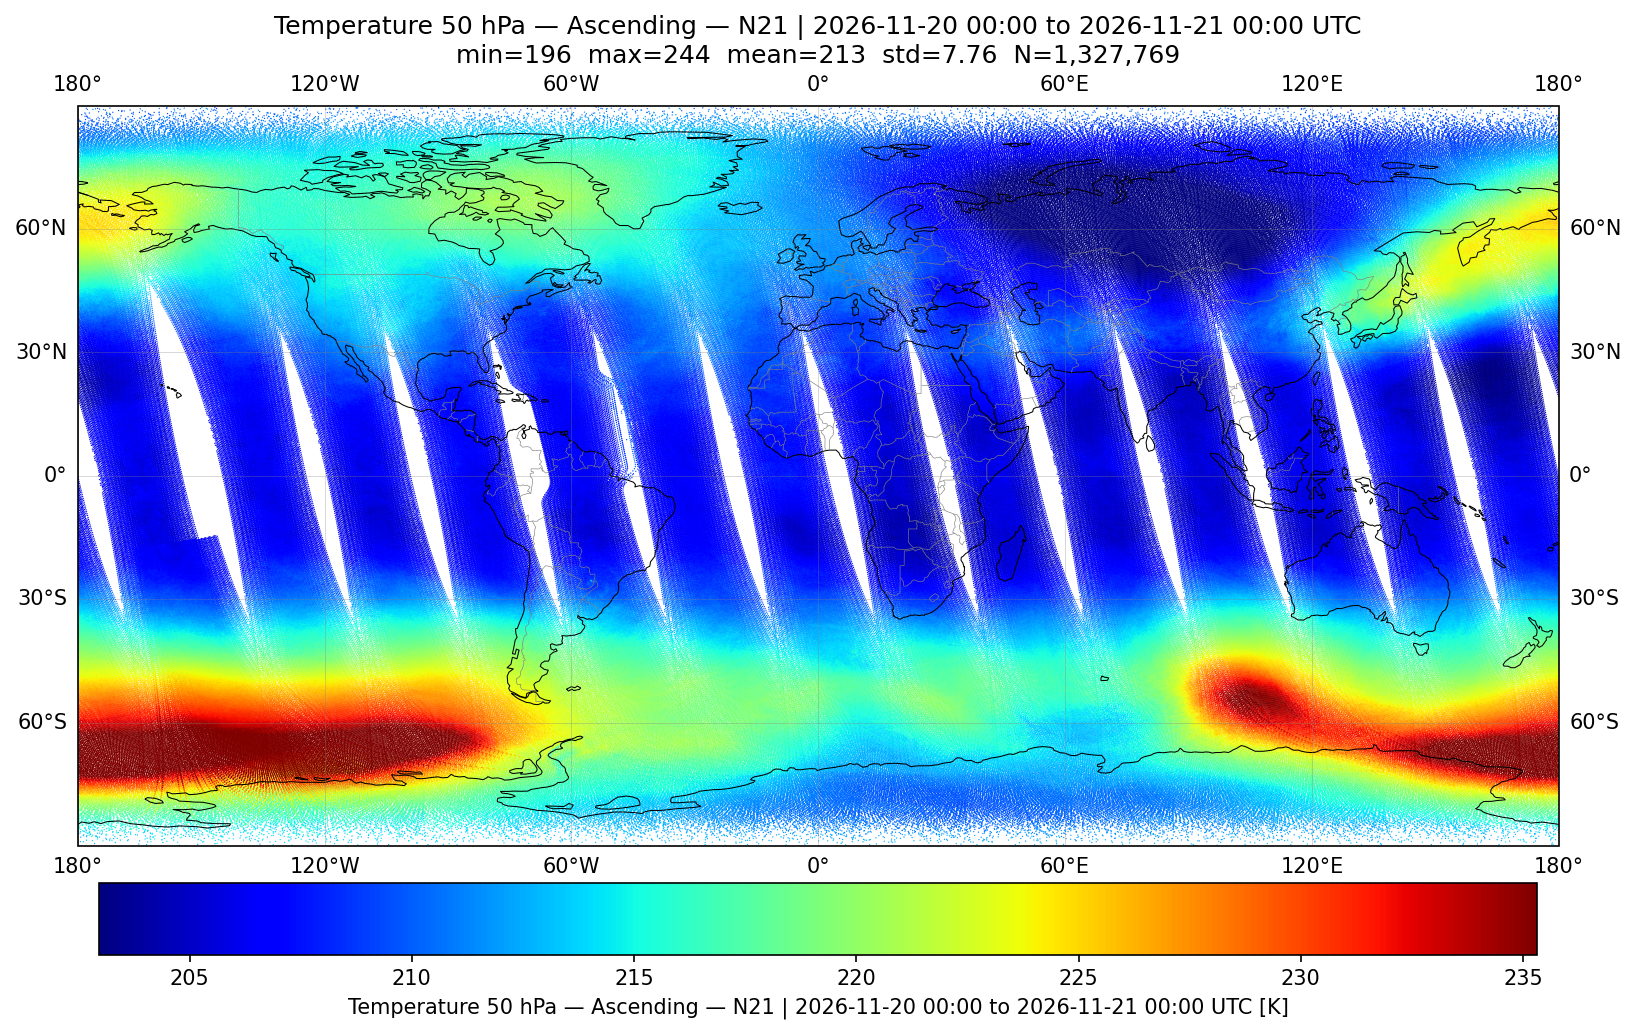 Temperature 50 hPa — Ascending — N21 | 2026-11-20 00:00 to 2026-11-21 00:00 UTC
min=196 max=244 mean=213 std=7.76 N=1,327,769
180° 120°W 60°W 0° 60°E 120°E 180°
60°N 60°N
30°N 30°N
0° 0°
30°S 30°S
60°S 60°S
180° 120°W 60°W 0° 60°E 120°E 180°
205 210 215 220 225 230 235
Temperature 50 hPa — Ascending — N21 | 2026-11-20 00:00 to 2026-11-21 00:00 UTC [K]